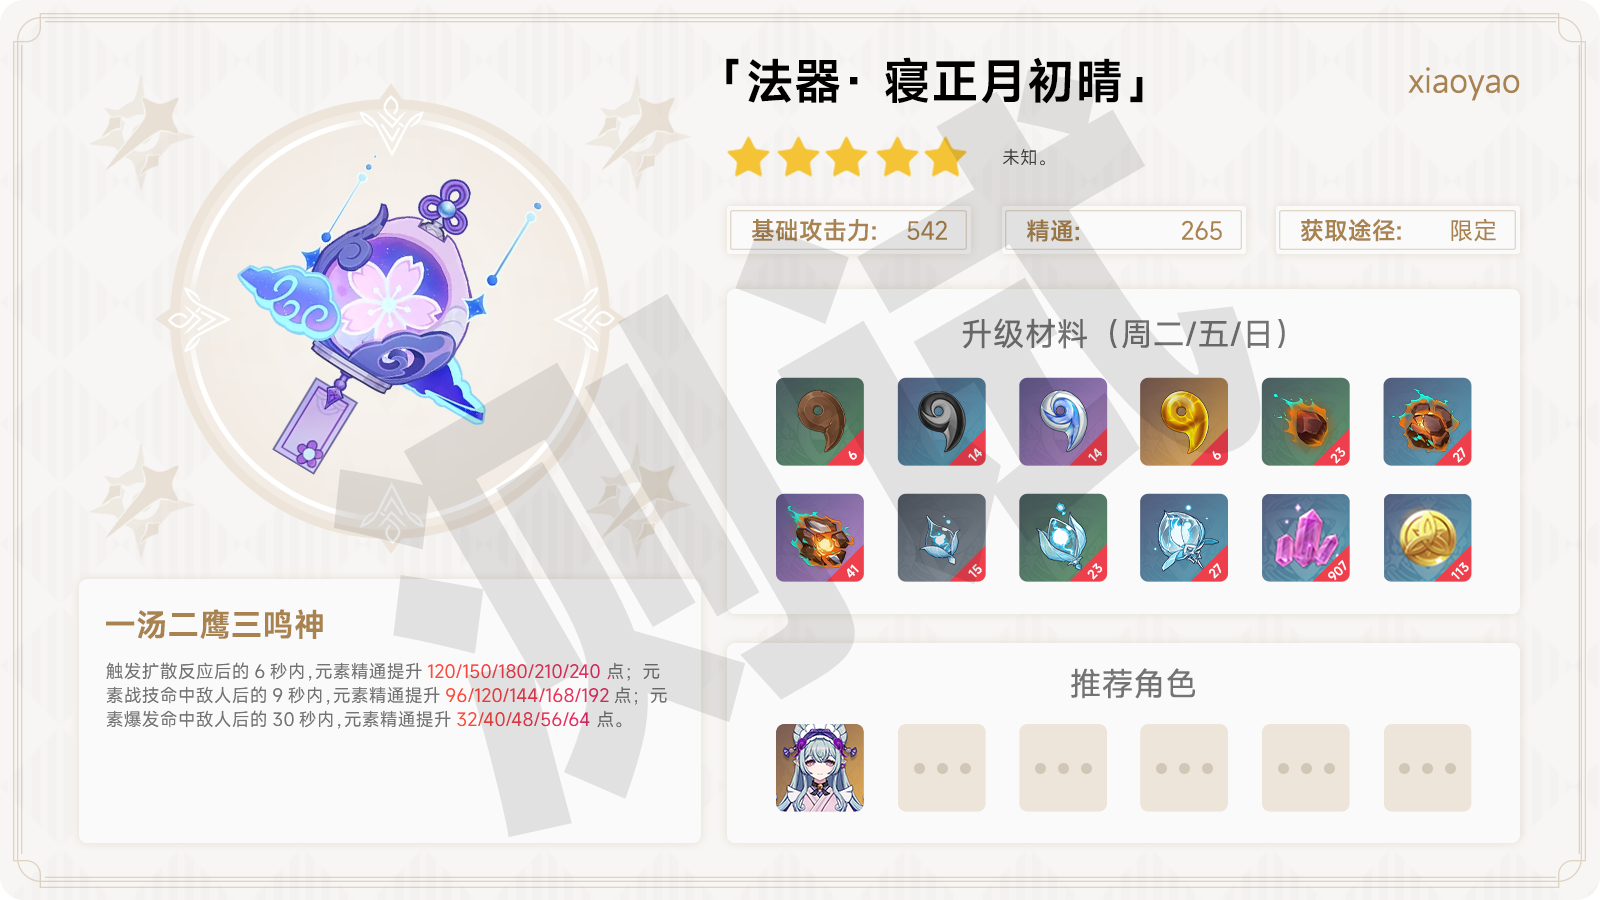 「法器· 寝正月初晴」
xiaoyao
未知。
基础攻击力: 542
精通: 265
获取途径: 限定
升级材料（周二/五/日）
6 14 14 6 23 27
41 15 23 27 907 113
一汤二鹰三鸣神
触发扩散反应后的 6 秒内,元素精通提升 120/150/180/210/240 点；元
素战技命中敌人后的 9 秒内,元素精通提升 96/120/144/168/192 点；元
素爆发命中敌人后的 30 秒内,元素精通提升 32/40/48/56/64 点。
推荐角色
测试